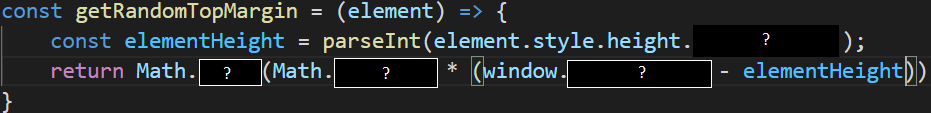 const getRandomTopMargin = (element) => {
const elementHeight = parseInt(element.style.height. ? );
return Math. ? (Math. ? * (window. ? - elementHeight))
}